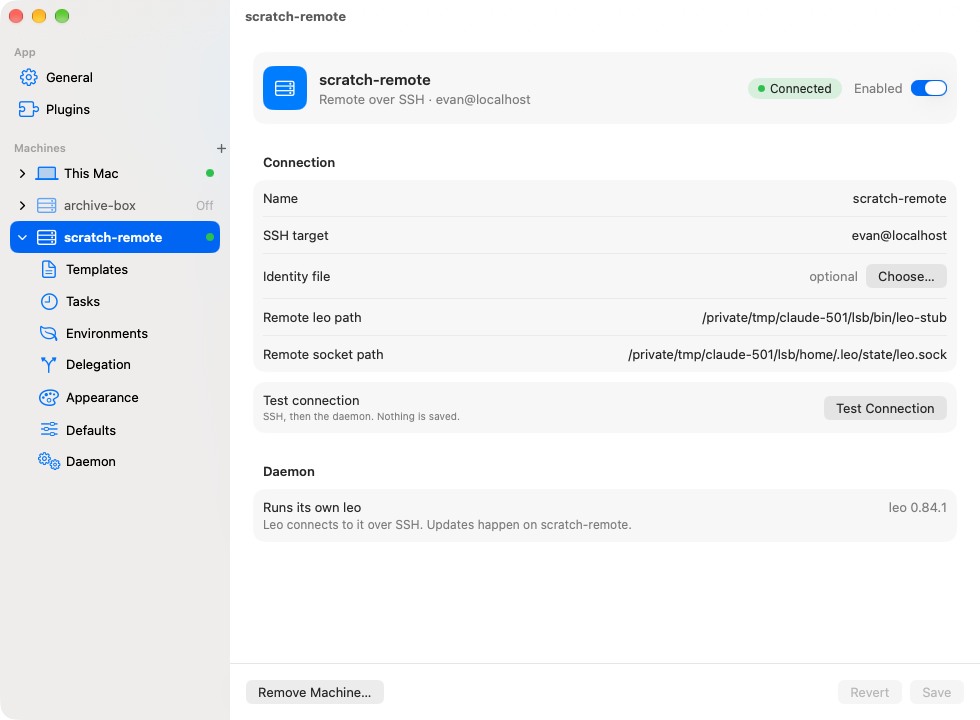 scratch-remote
App
General
Plugins
Machines +
This Mac
archive-box Off
scratch-remote
Templates
Tasks
Environments
Delegation
Appearance
Defaults
Daemon
scratch-remote
Remote over SSH · evan@localhost
Connected Enabled
Connection
Name scratch-remote
SSH target evan@localhost
Identity file optional Choose...
Remote leo path /private/tmp/claude-501/lsb/bin/leo-stub
Remote socket path /private/tmp/claude-501/lsb/home/.leo/state/leo.sock
Test connection
SSH, then the daemon. Nothing is saved.
Test Connection
Daemon
Runs its own leo leo 0.84.1
Leo connects to it over SSH. Updates happen on scratch-remote.
Remove Machine... Revert Save